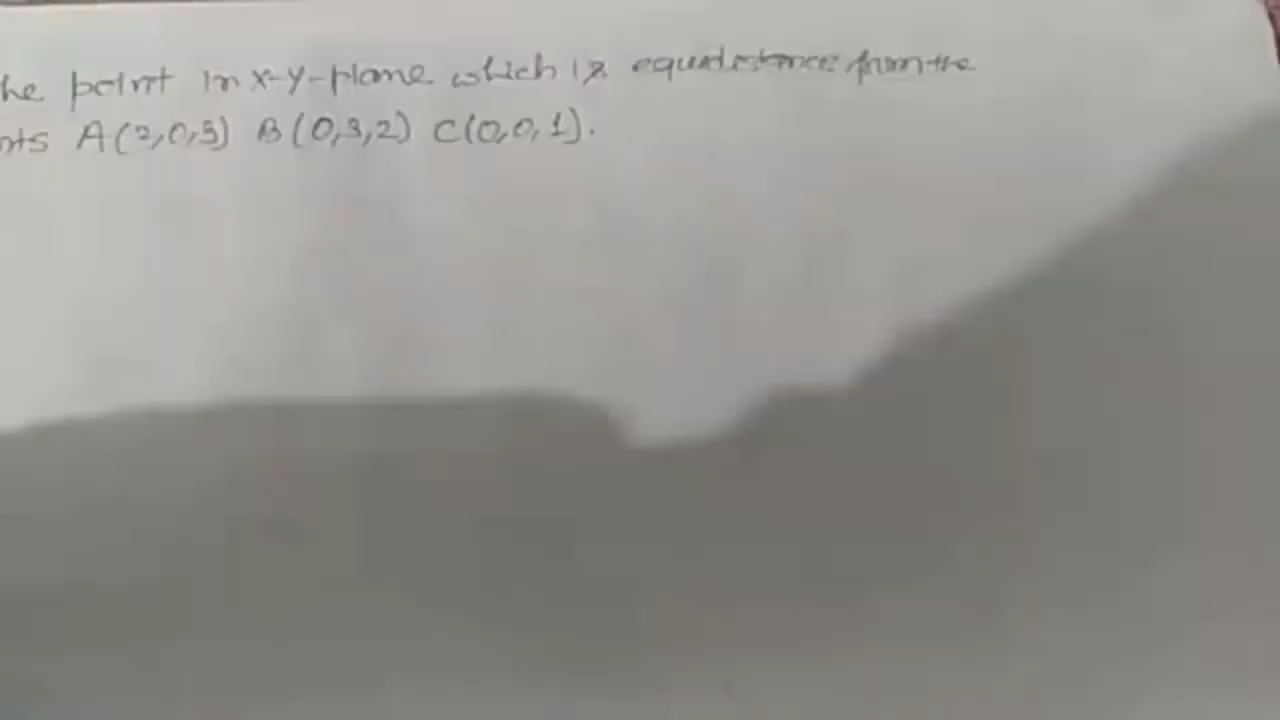 he point in x-y-plane which is equidistance from the
nts A(2,0,3) B(0,3,2) C(0,0,1).